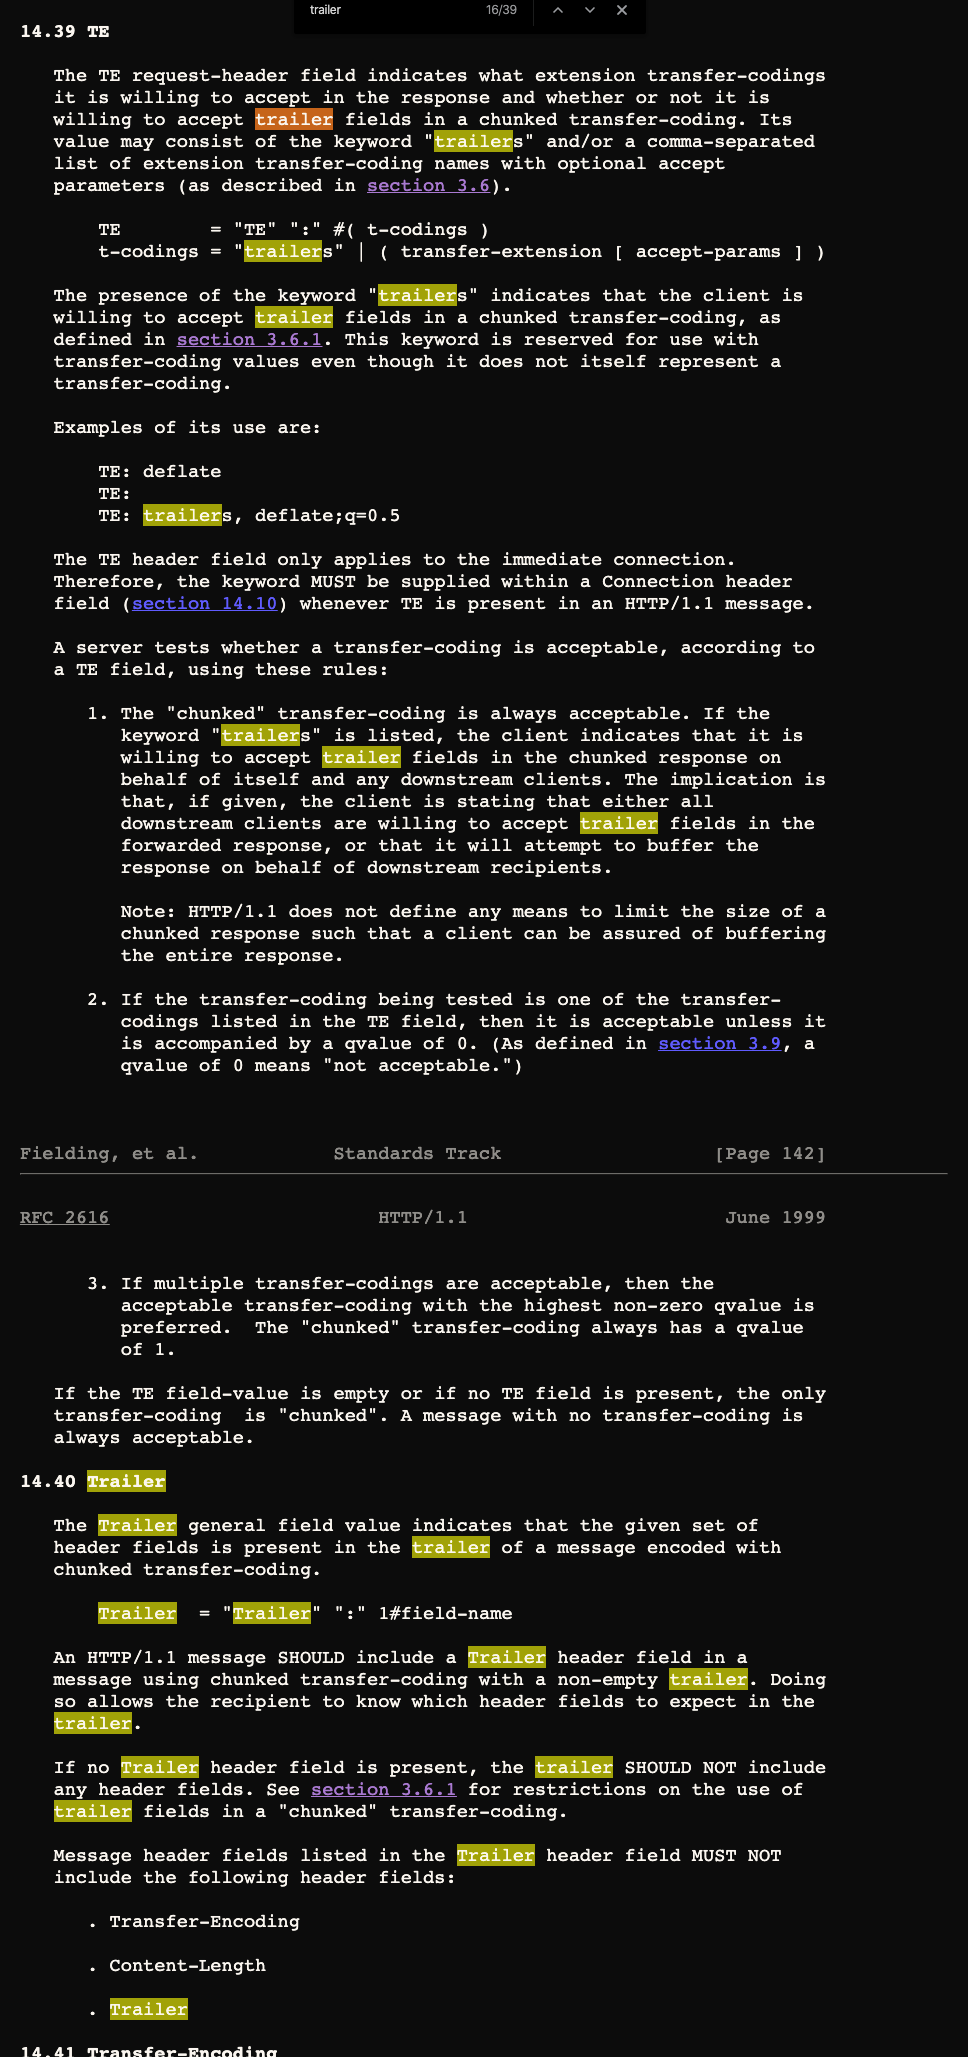 trailer 16/39
14.39 TE
The TE request-header field indicates what extension transfer-codings
it is willing to accept in the response and whether or not it is
willing to accept trailer fields in a chunked transfer-coding. Its
value may consist of the keyword "trailers" and/or a comma-separated
list of extension transfer-coding names with optional accept
parameters (as described in section 3.6).
TE        = "TE" ":" #( t-codings )
t-codings = "trailers" | ( transfer-extension [ accept-params ] )
The presence of the keyword "trailers" indicates that the client is
willing to accept trailer fields in a chunked transfer-coding, as
defined in section 3.6.1. This keyword is reserved for use with
transfer-coding values even though it does not itself represent a
transfer-coding.
Examples of its use are:
TE: deflate
TE:
TE: trailers, deflate;q=0.5
The TE header field only applies to the immediate connection.
Therefore, the keyword MUST be supplied within a Connection header
field (section 14.10) whenever TE is present in an HTTP/1.1 message.
A server tests whether a transfer-coding is acceptable, according to
a TE field, using these rules:
1. The "chunked" transfer-coding is always acceptable. If the
keyword "trailers" is listed, the client indicates that it is
willing to accept trailer fields in the chunked response on
behalf of itself and any downstream clients. The implication is
that, if given, the client is stating that either all
downstream clients are willing to accept trailer fields in the
forwarded response, or that it will attempt to buffer the
response on behalf of downstream recipients.
Note: HTTP/1.1 does not define any means to limit the size of a
chunked response such that a client can be assured of buffering
the entire response.
2. If the transfer-coding being tested is one of the transfer-
codings listed in the TE field, then it is acceptable unless it
is accompanied by a qvalue of 0. (As defined in section 3.9, a
qvalue of 0 means "not acceptable.")
Fielding, et al. Standards Track [Page 142]
RFC 2616 HTTP/1.1 June 1999
3. If multiple transfer-codings are acceptable, then the
acceptable transfer-coding with the highest non-zero qvalue is
preferred.  The "chunked" transfer-coding always has a qvalue
of 1.
If the TE field-value is empty or if no TE field is present, the only
transfer-coding  is "chunked". A message with no transfer-coding is
always acceptable.
14.40 Trailer
The Trailer general field value indicates that the given set of
header fields is present in the trailer of a message encoded with
chunked transfer-coding.
Trailer  = "Trailer" ":" 1#field-name
An HTTP/1.1 message SHOULD include a Trailer header field in a
message using chunked transfer-coding with a non-empty trailer. Doing
so allows the recipient to know which header fields to expect in the
trailer.
If no Trailer header field is present, the trailer SHOULD NOT include
any header fields. See section 3.6.1 for restrictions on the use of
trailer fields in a "chunked" transfer-coding.
Message header fields listed in the Trailer header field MUST NOT
include the following header fields:
. Transfer-Encoding
. Content-Length
. Trailer
14.41 Transfer-Encoding